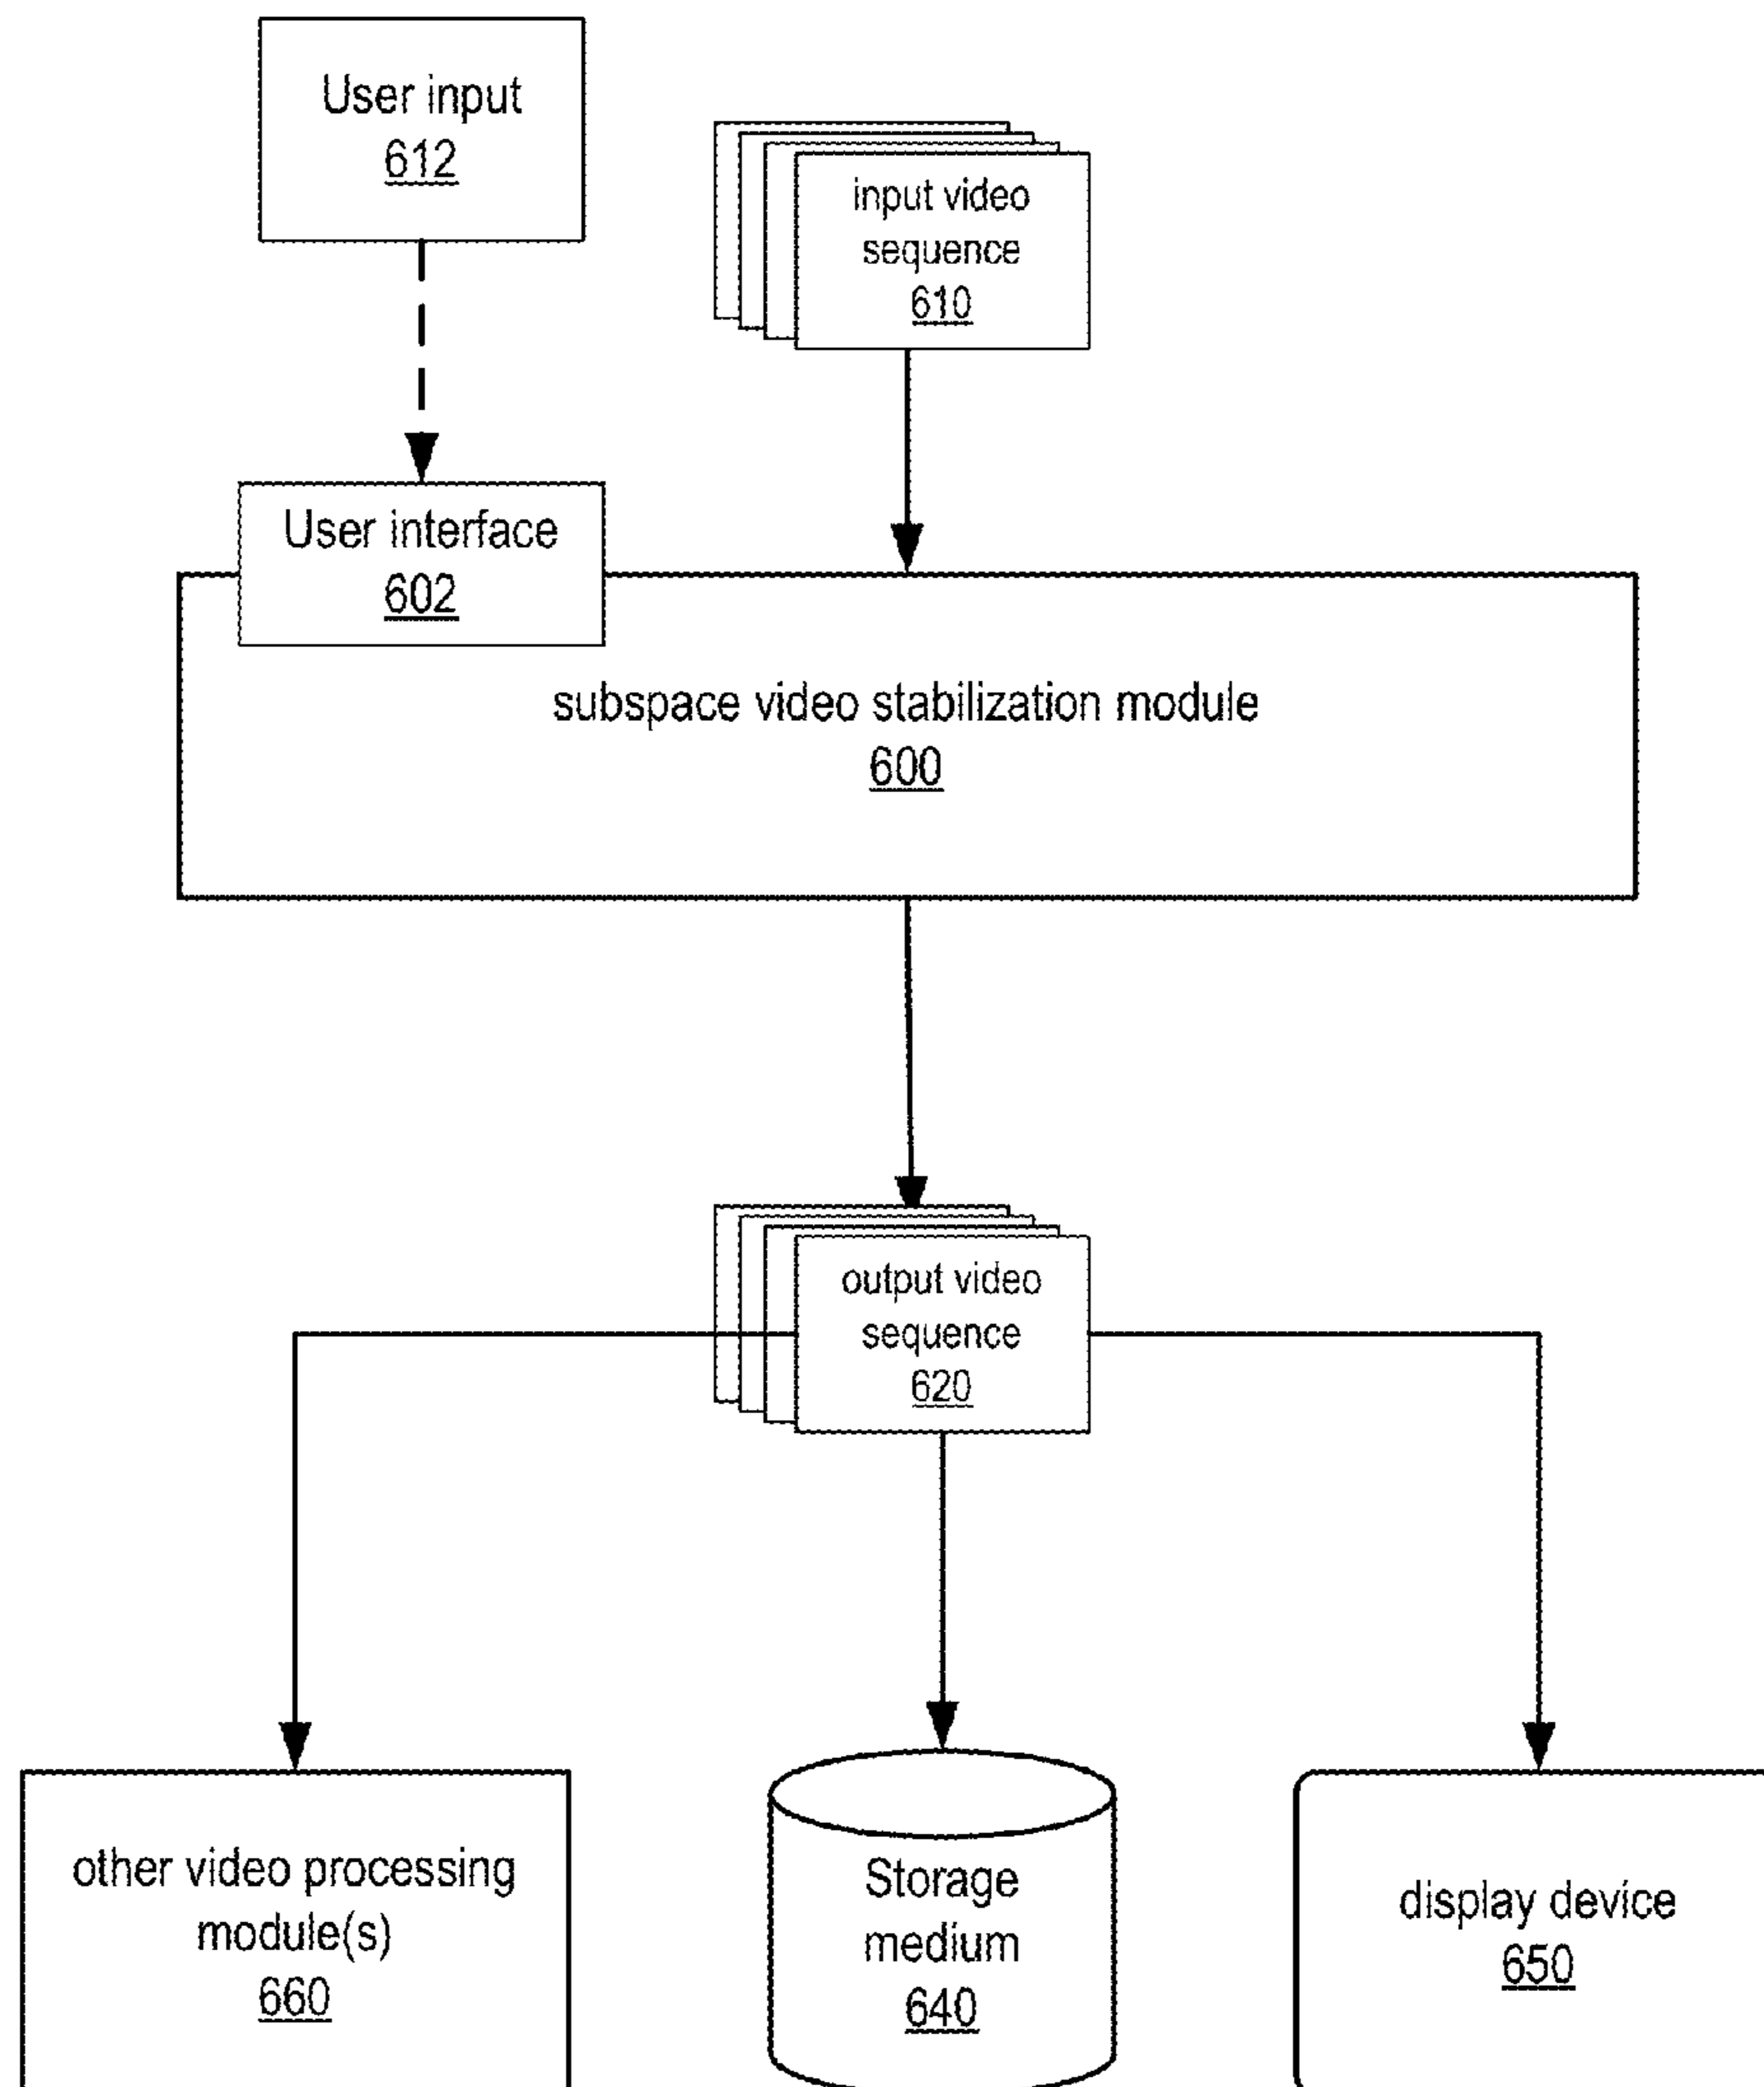 User input
612
input video
sequence
610
User interface
602
subspace video stabilization module
600
output video
sequence
620
other video processing
module(s)
660
Storage
medium
640
display device
650